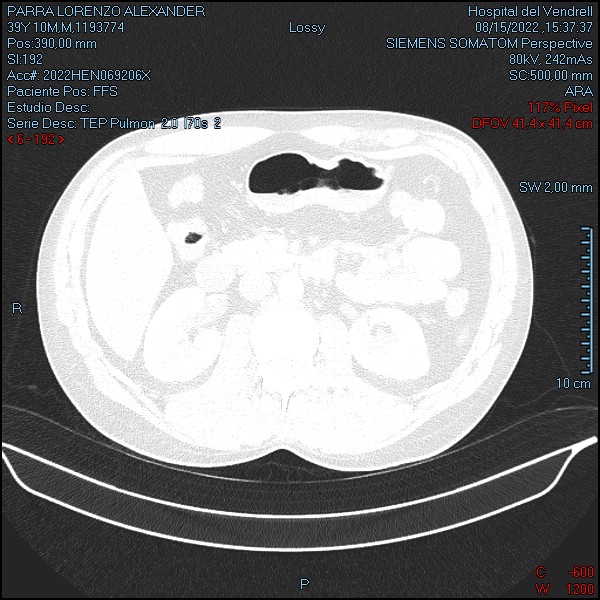 PARRA LORENZO ALEXANDER
39Y 10M,M,1193774
Pos:390,00 mm
SI:192
Acc#: 2022HEN069206X
Paciente Pos: FFS
Estudio Desc:
Serie Desc: TEP Pulmon 2.0 I70s 2
< 6 - 192 >
Lossy
Hospital del Vendrell
08/15/2022 ,15:37:37
SIEMENS SOMATOM Perspective
80kV, 242mAs
SC:500,00 mm
ARA
117% Pixel
DFOV 41,4 x 41,4 cm
SW 2,00 mm
R
10 cm
P
C -600
W 1200